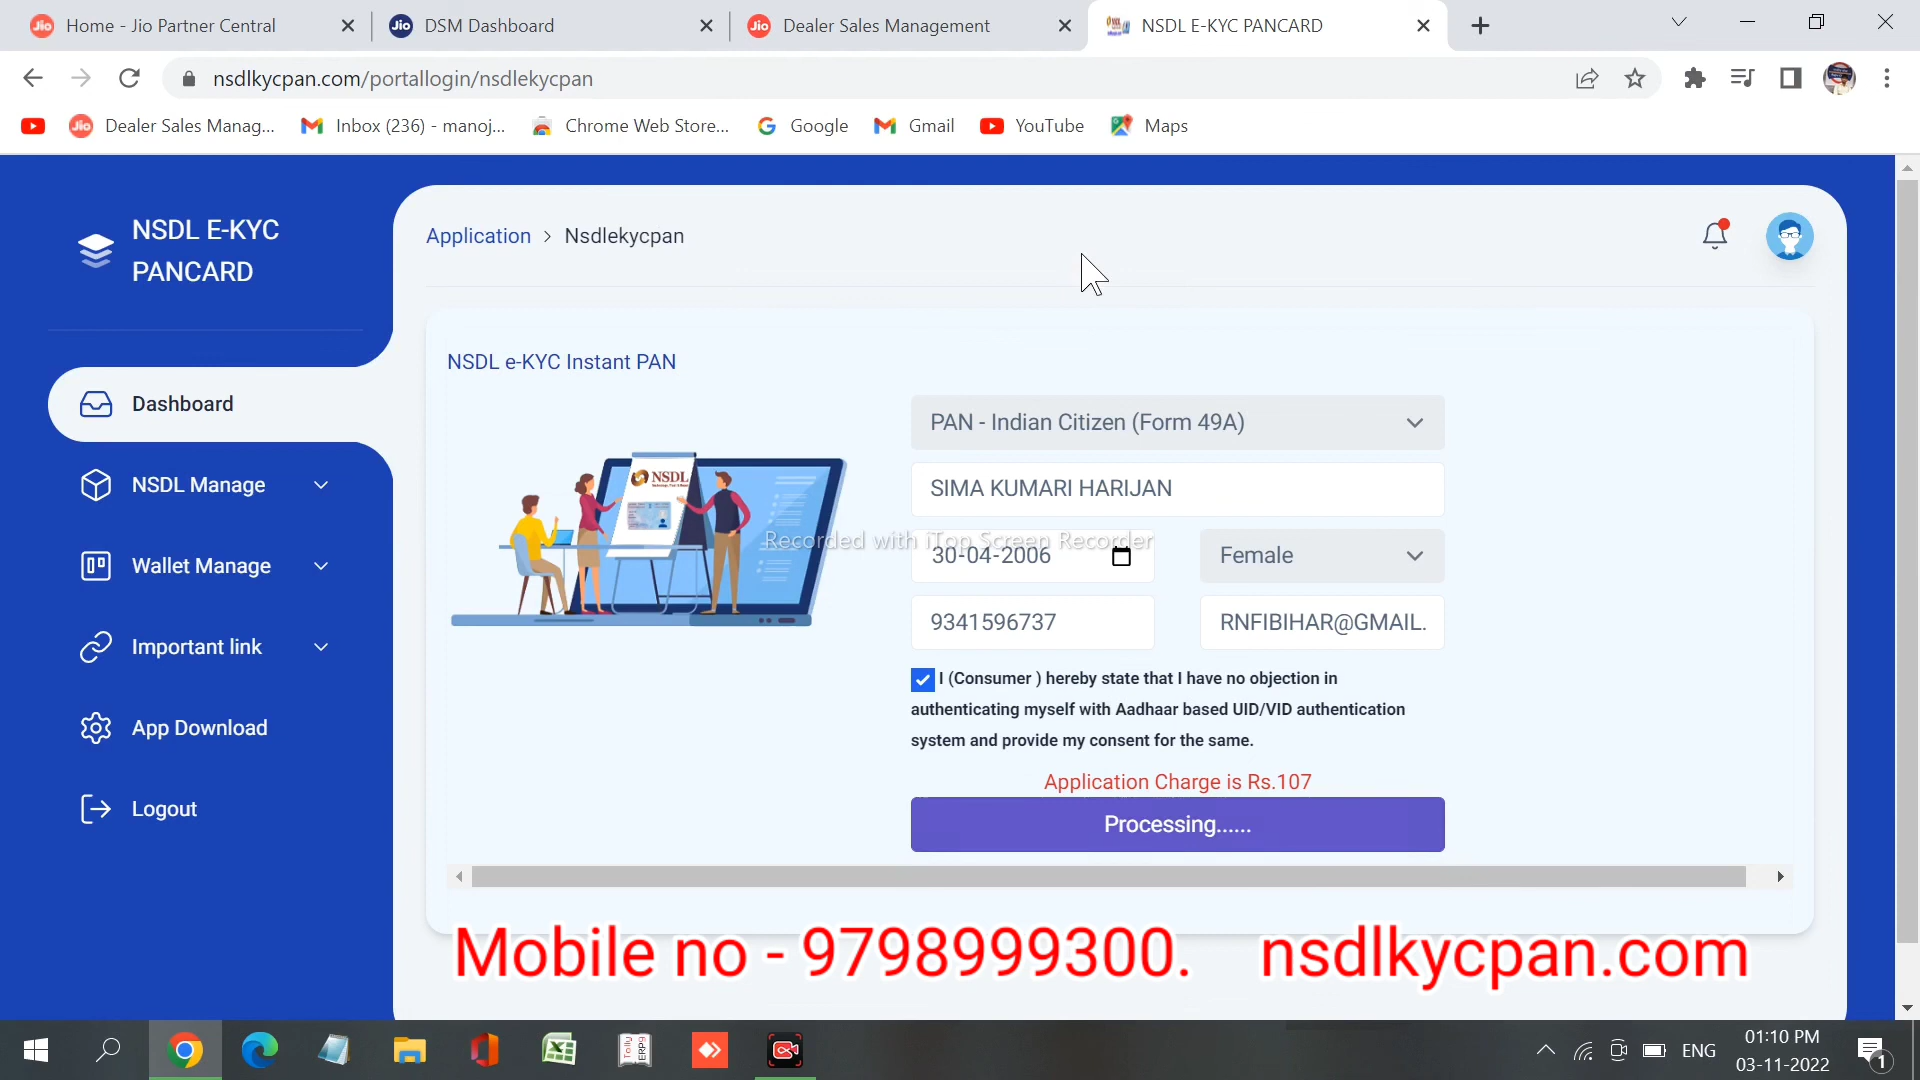 Home - Jio Partner Central
DSM Dashboard
Dealer Sales Management
NSDL E-KYC PANCARD
nsdlkycpan.com/portallogin/nsdlekycpan
Dealer Sales Manag...
Inbox (236) - manoj...
Chrome Web Store...
Google
Gmail
YouTube
Maps
NSDL E-KYC
PANCARD
Application > Nsdlekycpan
Dashboard
NSDL Manage
Wallet Manage
Important link
App Download
Logout
NSDL e-KYC Instant PAN
NSDL
PAN - Indian Citizen (Form 49A)
SIMA KUMARI HARIJAN
Recorded with iTop Screen Recorder
30-04-2006
Female
9341596737
RNFIBIHAR@GMAIL.
I (Consumer ) hereby state that I have no objection in
authenticating myself with Aadhaar based UID/VID authentication
system and provide my consent for the same.
Application Charge is Rs.107
Processing......
Mobile no - 9798999300. nsdlkycpan.com
ENG
01:10 PM
03-11-2022
1